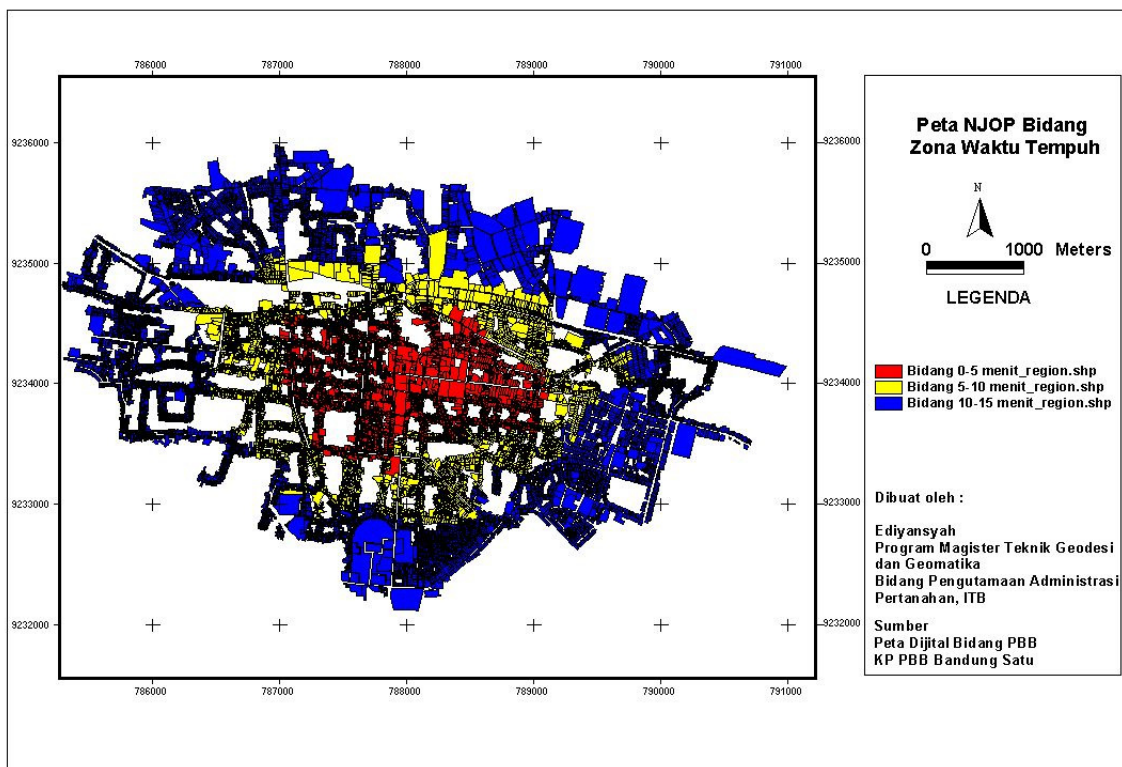 786000 787000 788000 789000 790000 791000
9236000 9236000
9235000 9235000
9234000 9234000
9233000 9233000
9232000 9232000
786000 787000 788000 789000 790000 791000
Peta NJOP Bidang
Zona Waktu Tempuh
N
0 1000 Meters
LEGENDA
Bidang 0-5 menit_region.shp
Bidang 5-10 menit_region.shp
Bidang 10-15 menit_region.shp
Dibuat oleh :
Ediyansyah
Program Magister Teknik Geodesi
dan Geomatika
Bidang Pengutamaan Administrasi
Pertanahan, ITB
Sumber
Peta Dijital Bidang PBB
KP PBB Bandung Satu